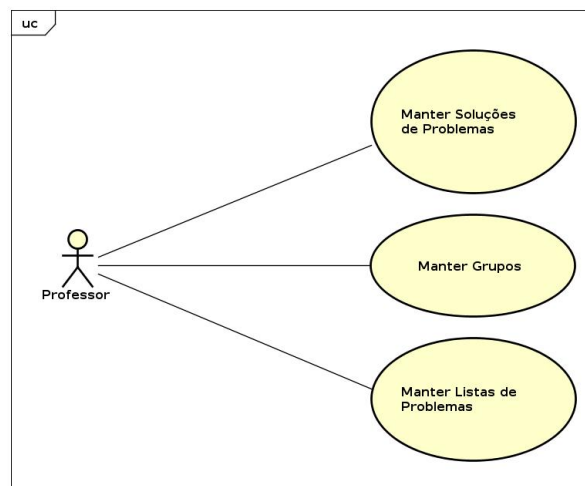 uc
Manter Soluções
de Problemas
Manter Grupos
Professor
Manter Listas de
Problemas